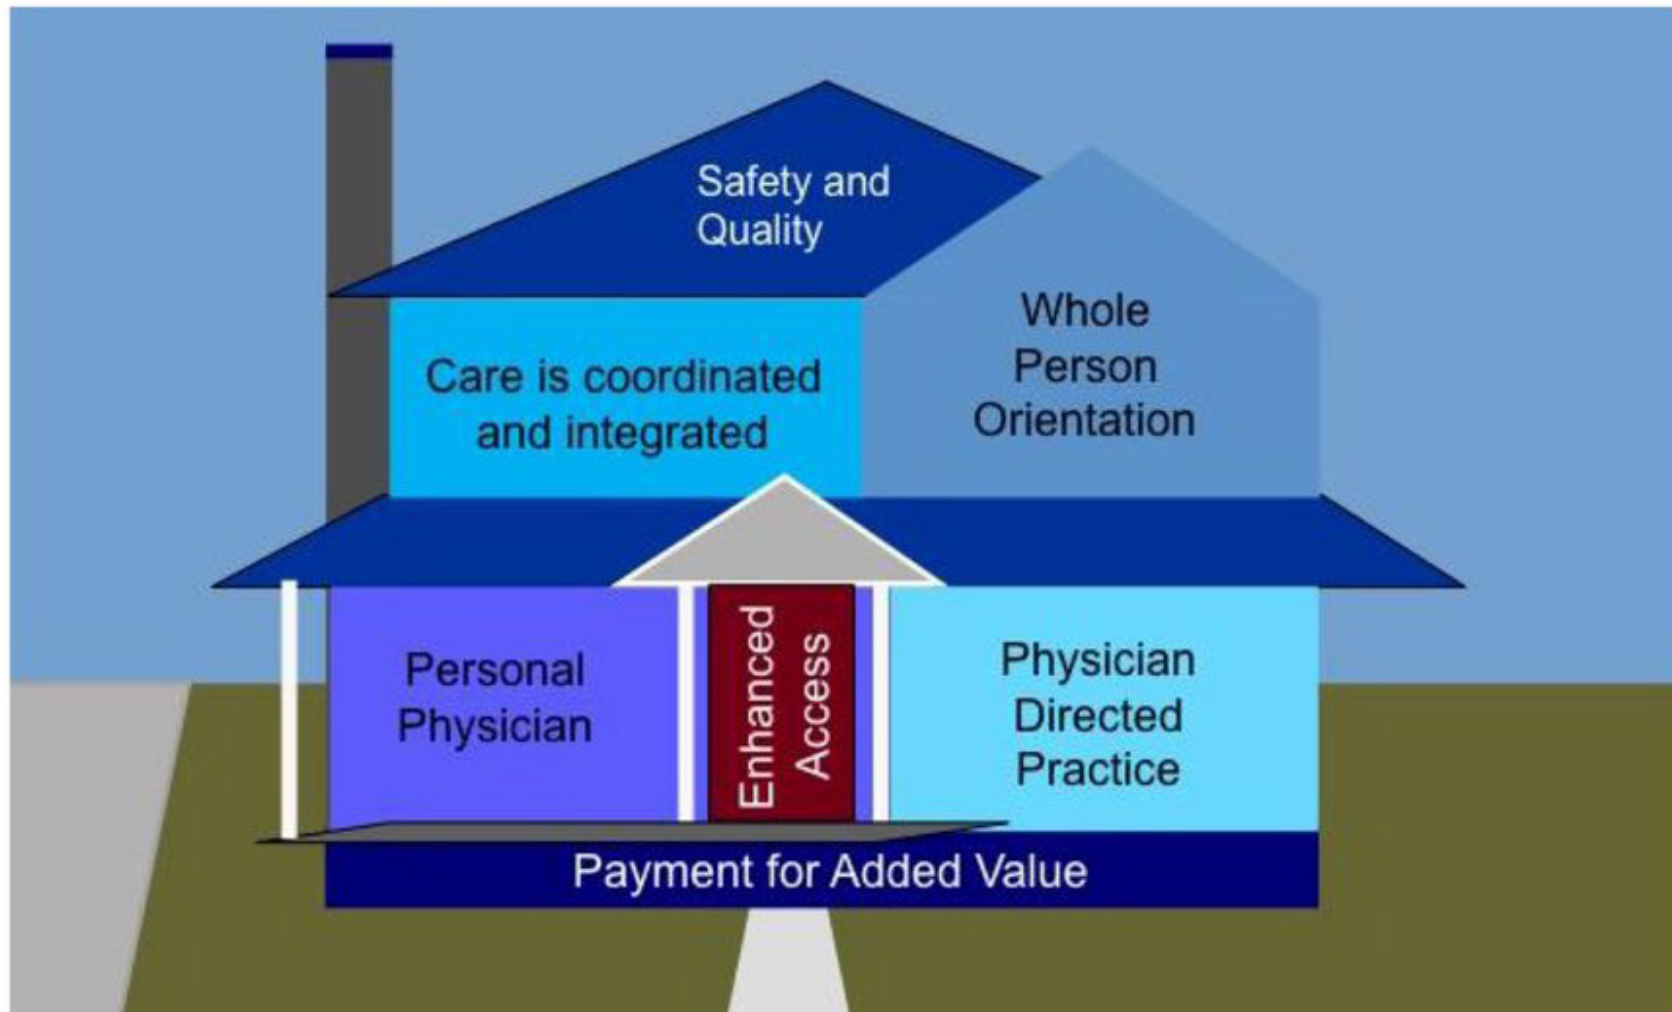 Safety and
Quality
Care is coordinated
and integrated
Whole
Person
Orientation
Personal
Physician
Enhanced
Access
Physician
Directed
Practice
Payment for Added Value